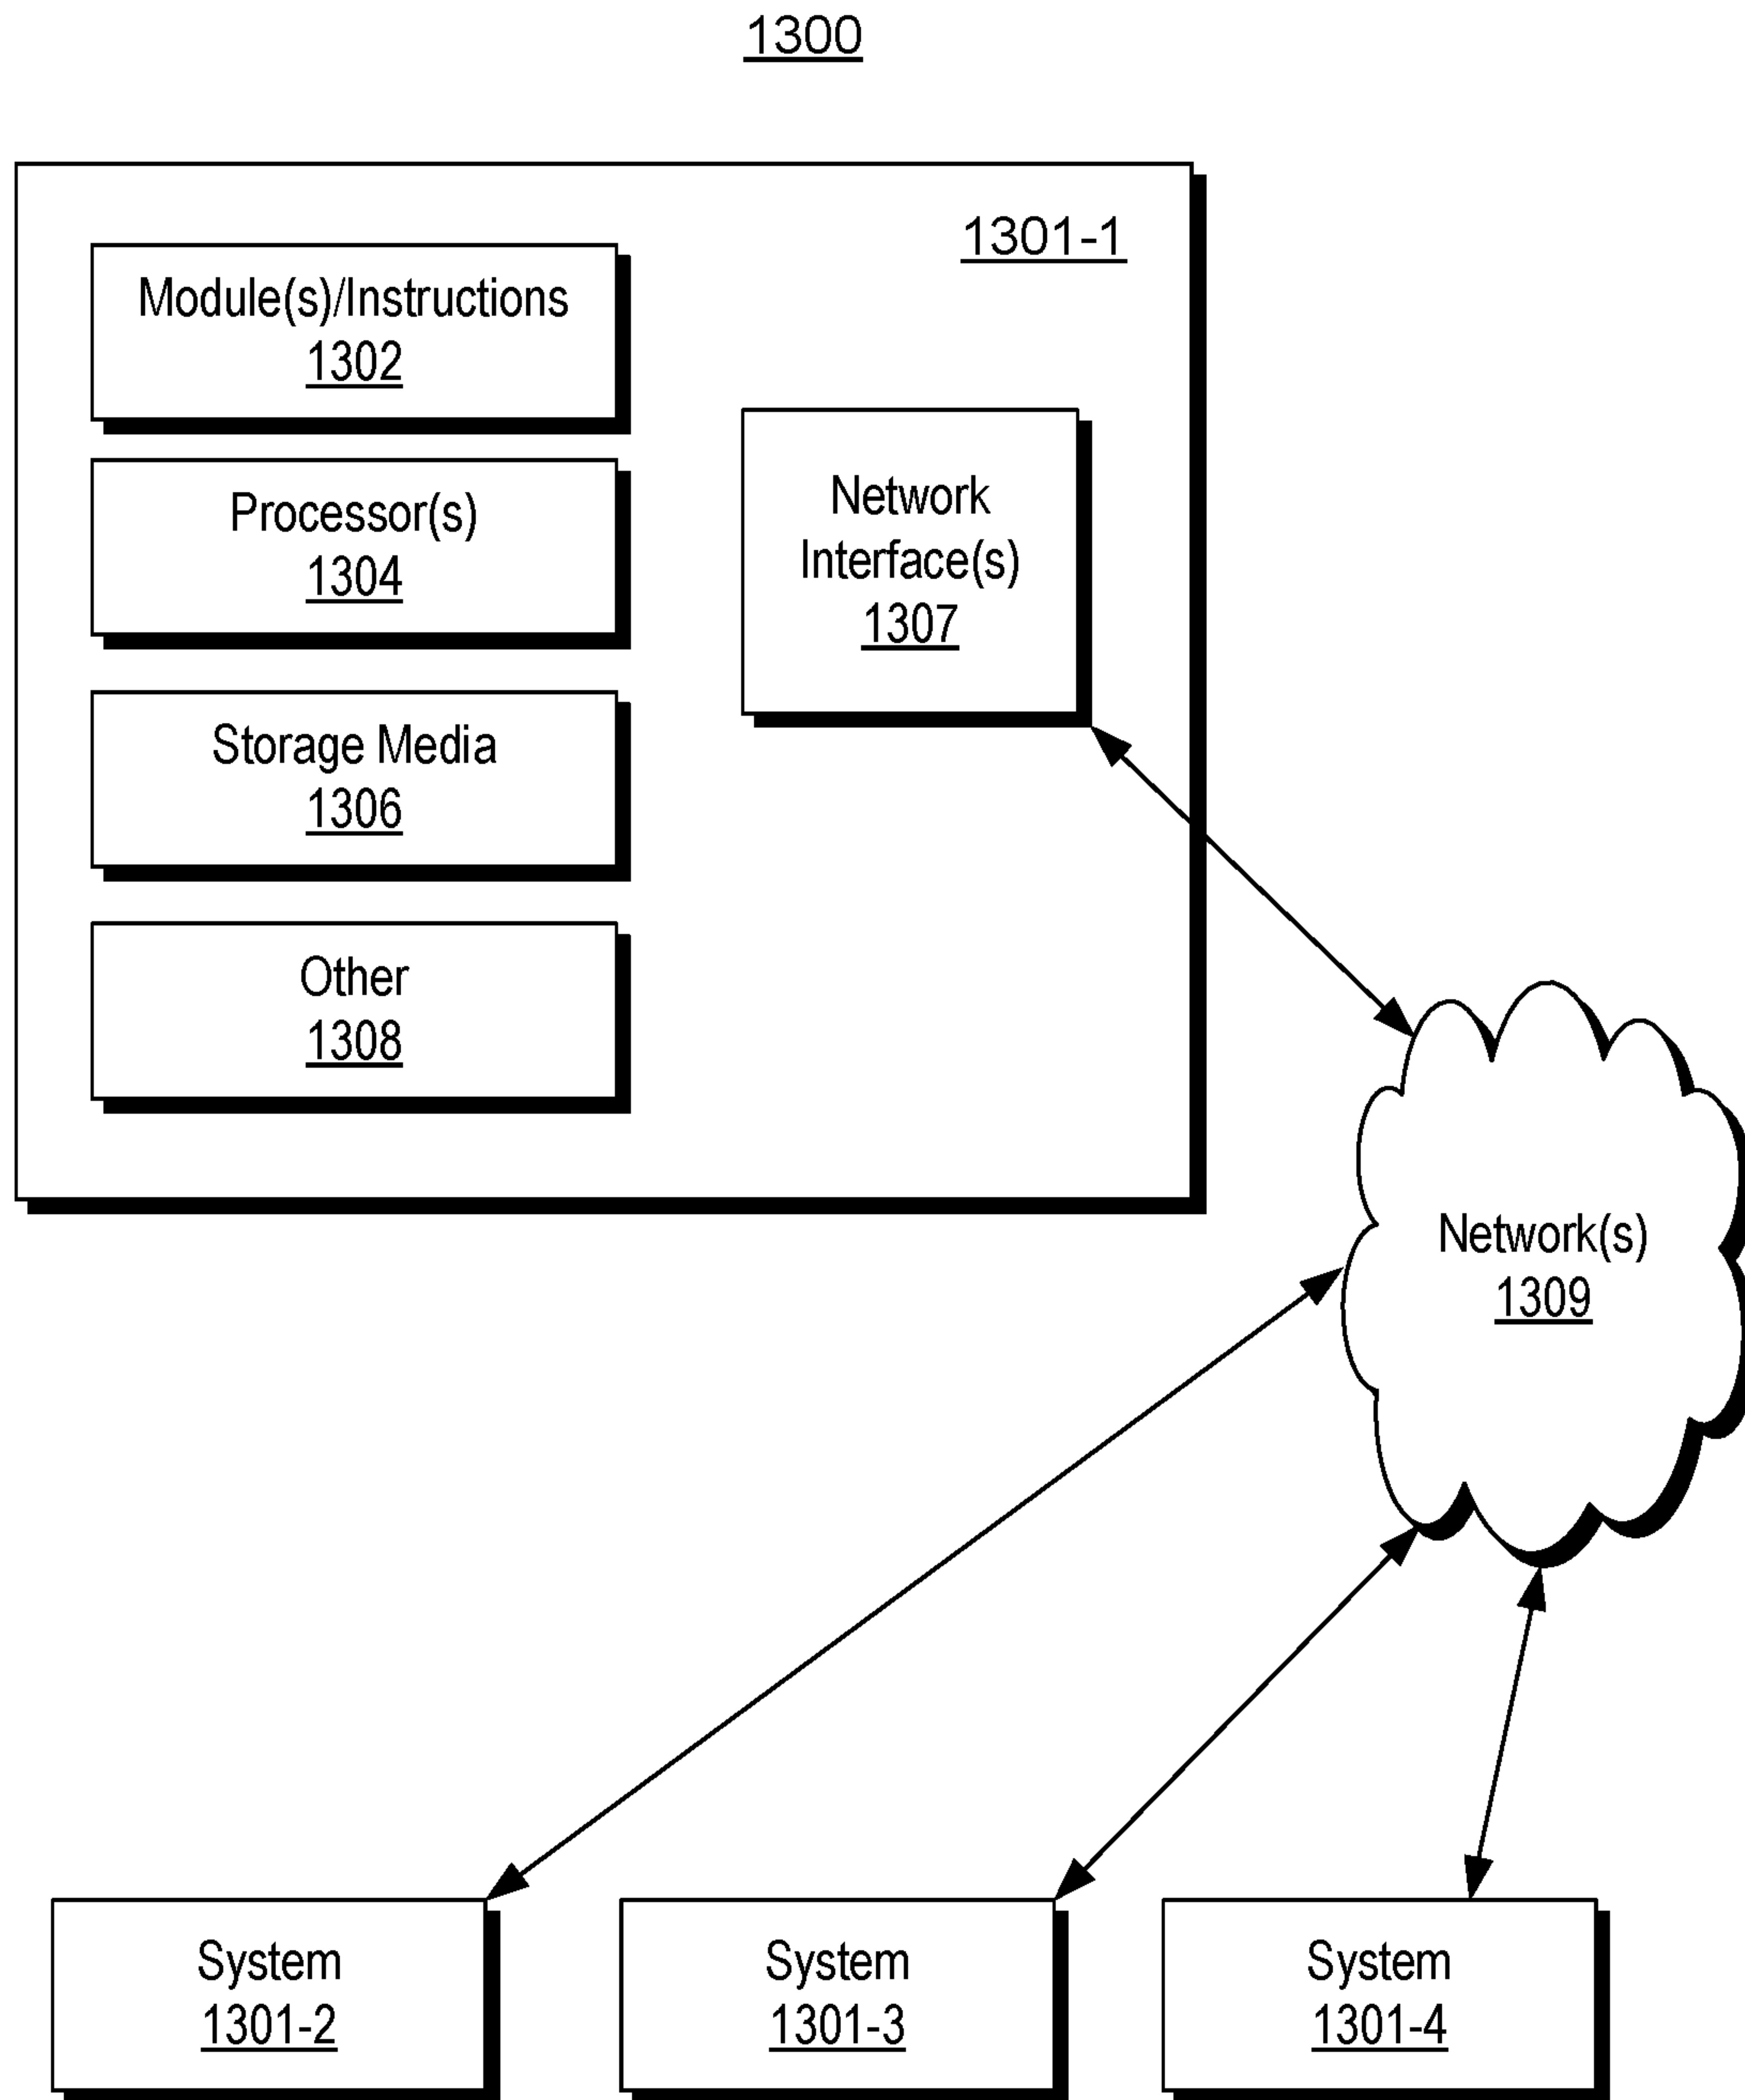 1300
1301-1
Module(s)/Instructions
1302
Processor(s)
1304
Storage Media
1306
Other
1308
Network
Interface(s)
1307
Network(s)
1309
System
1301-2
System
1301-3
System
1301-4